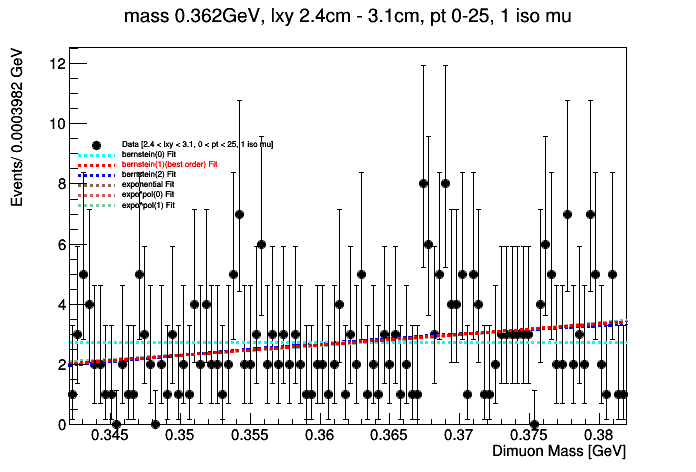 mass 0.362GeV, lxy 2.4cm - 3.1cm, pt 0-25, 1 iso mu
Events/ 0.0003982 GeV
12
10
8
6
4
2
0
Data [2.4 < lxy < 3.1, 0 < pt < 25, 1 iso mu]
bernstein(0) Fit
bernstein(1)(best order) Fit
bernstein(2) Fit
exponential Fit
expo*pol(0) Fit
expo*pol(1) Fit
0.345 0.35 0.355 0.36 0.365 0.37 0.375 0.38
Dimuon Mass [GeV]